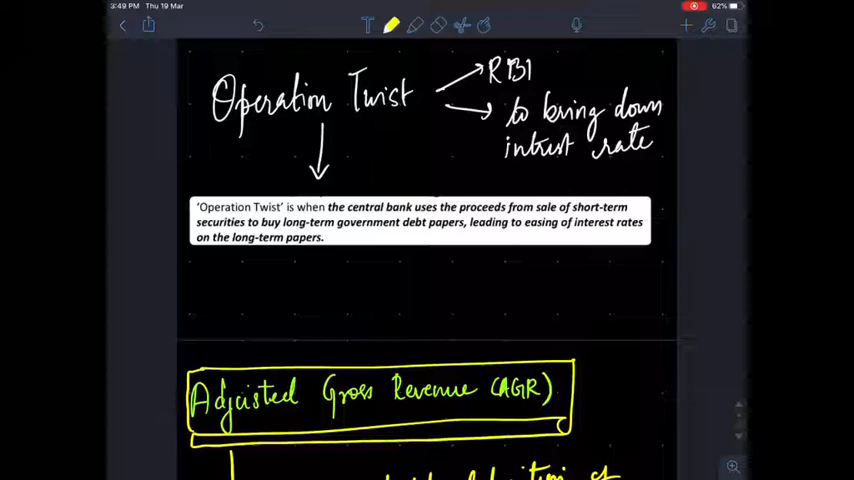 3:49 PM Thu 19 Mar
62%
Operation Twist
RBI
to bring down
intrest rate
'Operation Twist' is when the central bank uses the proceeds from sale of short-term
securities to buy long-term government debt papers, leading to easing of interest rates
on the long-term papers.
Adjusted Gross Revenue (AGR)
of